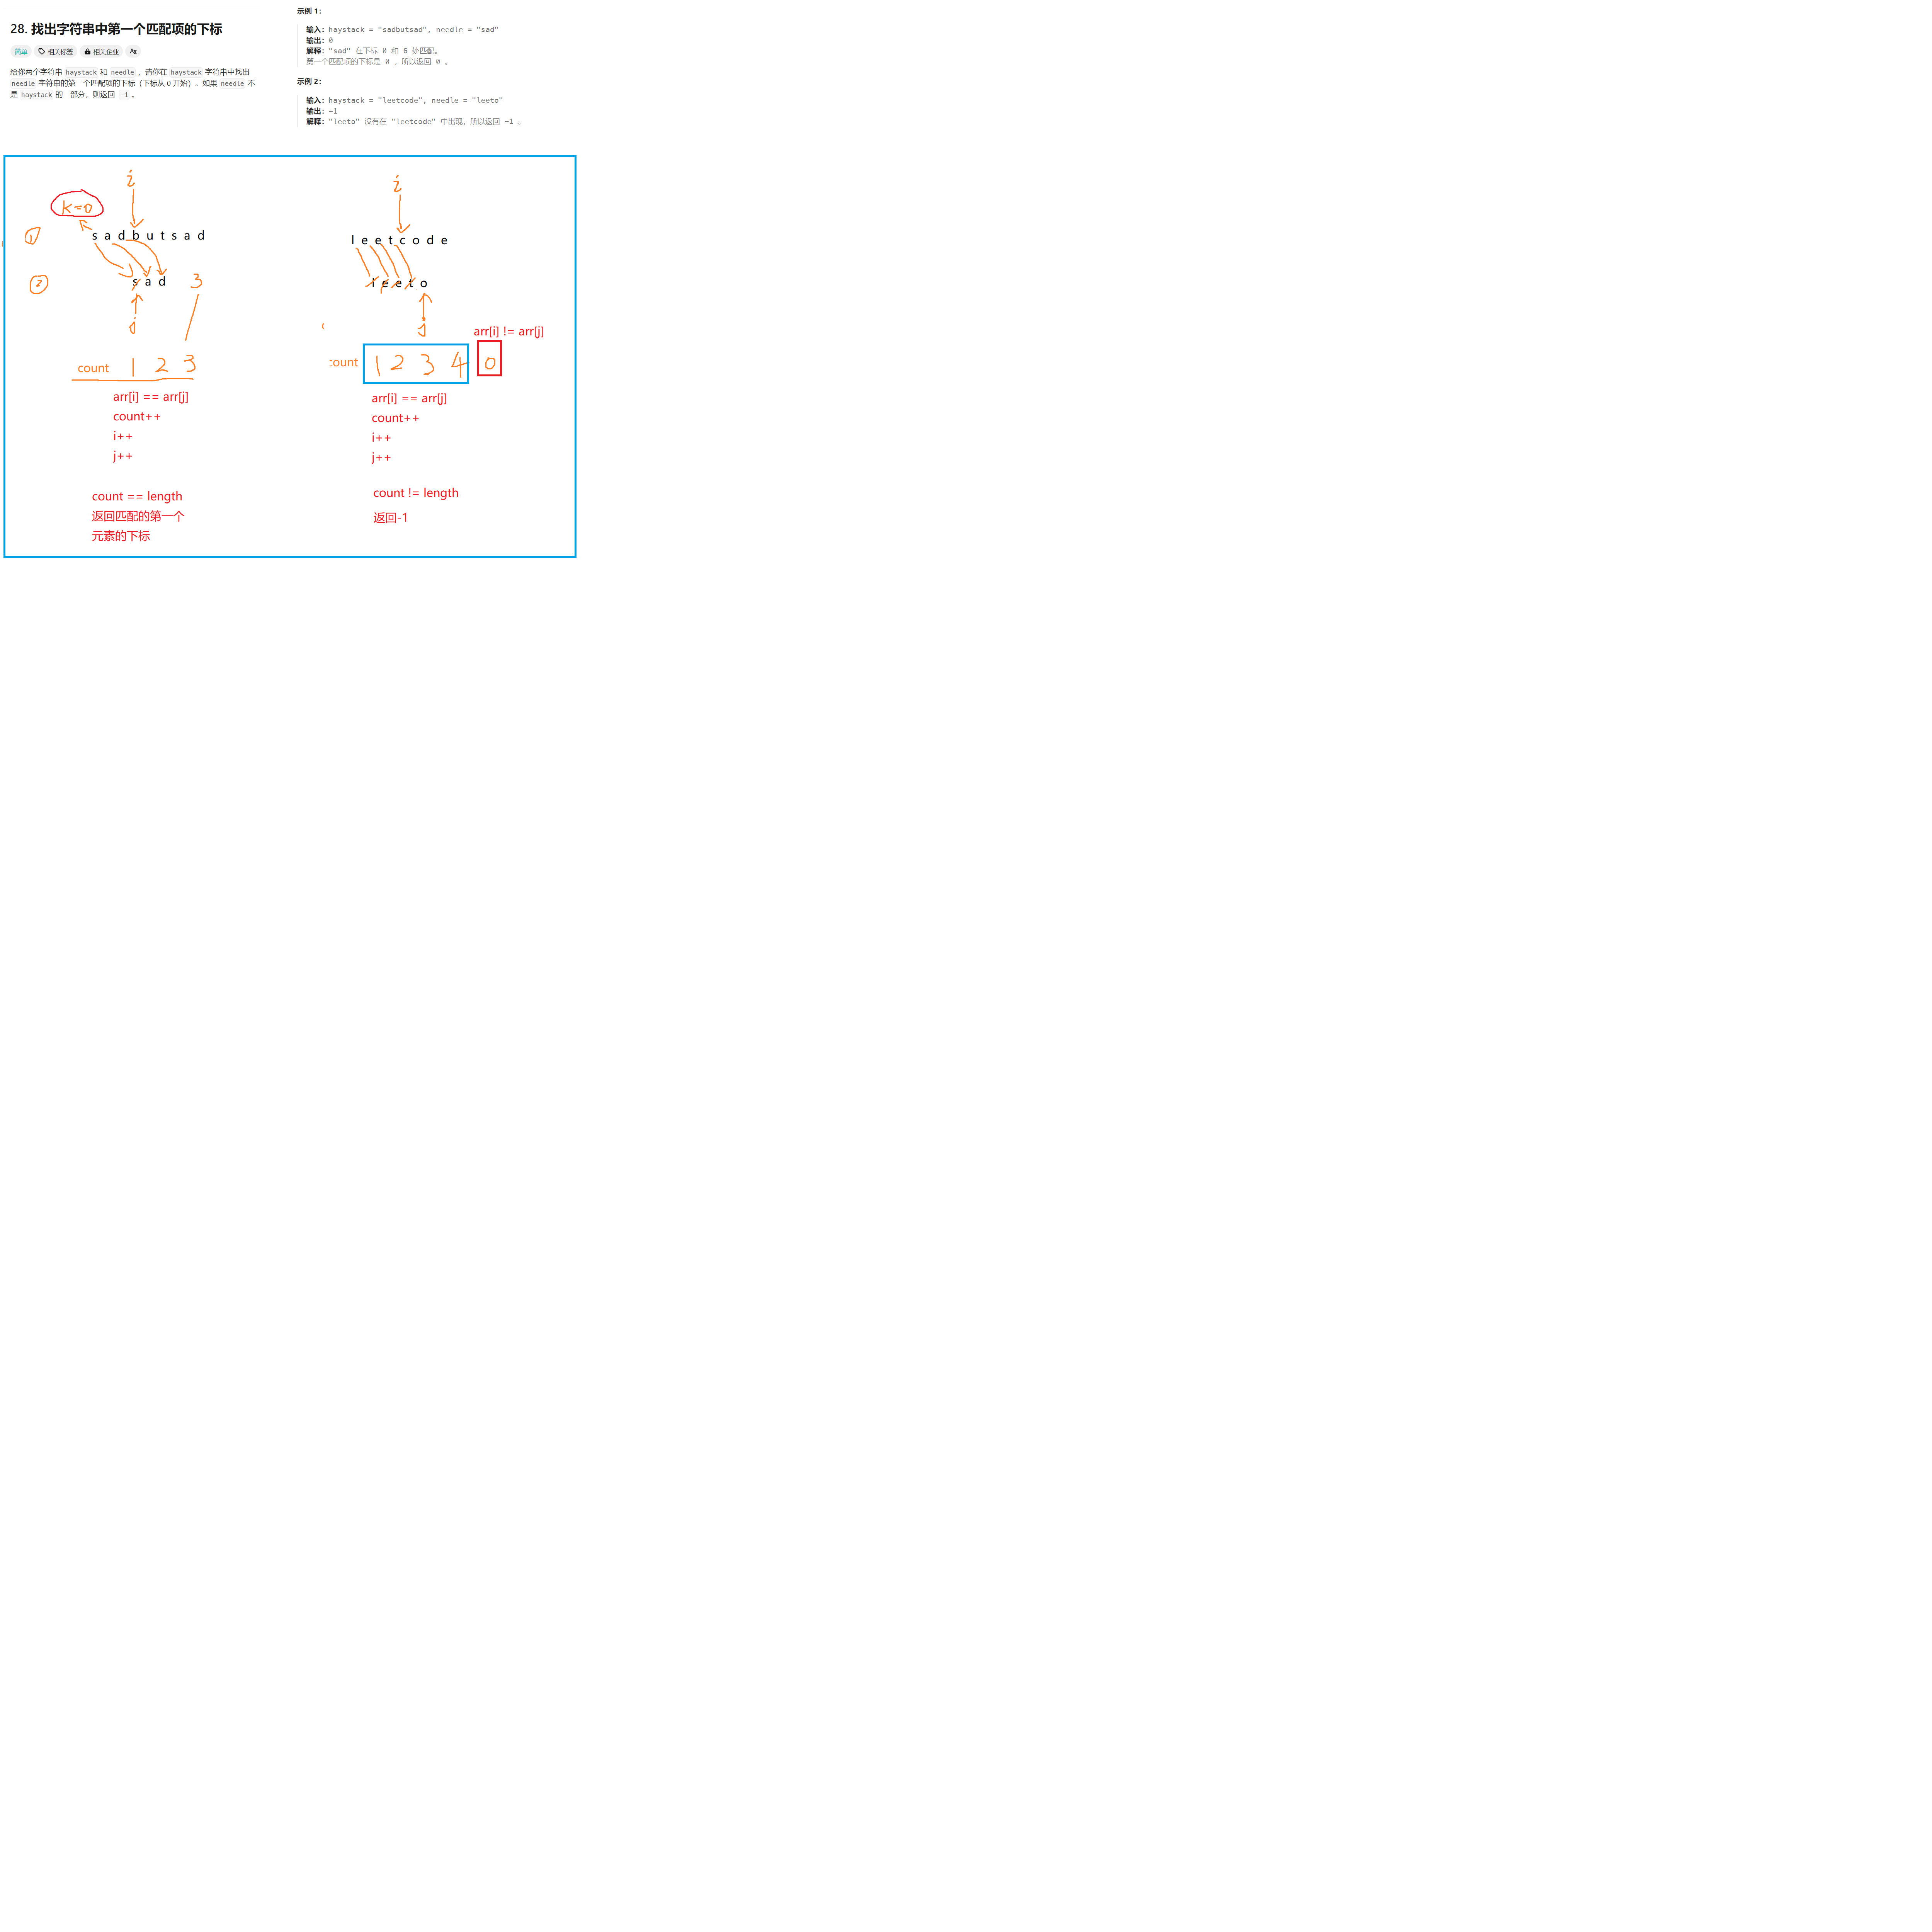 28. 找出字符串中第一个匹配项的下标
简单 相关标签 相关企业 Az
给你两个字符串 haystack 和 needle ，请你在 haystack 字符串中找出
needle 字符串的第一个匹配项的下标（下标从 0 开始）。如果 needle 不
是 haystack 的一部分，则返回 -1 。
示例 1：
输入：haystack = "sadbutsad", needle = "sad"
输出：0
解释："sad" 在下标 0 和 6 处匹配。
第一个匹配项的下标是 0 ，所以返回 0 。
示例 2：
输入：haystack = "leetcode", needle = "leeto"
输出：-1
解释："leeto" 没有在 "leetcode" 中出现，所以返回 -1 。
i
k=0
① s a d b u t s a d
② s a d 3
j
count 1 2 3
arr[i] == arr[j]
count++
i++
j++
count == length
返回匹配的第一个
元素的下标
i
l e e t c o d e
l e e t o
j
arr[i] != arr[j]
count 1 2 3 4 0
arr[i] == arr[j]
count++
i++
j++
count != length
返回-1